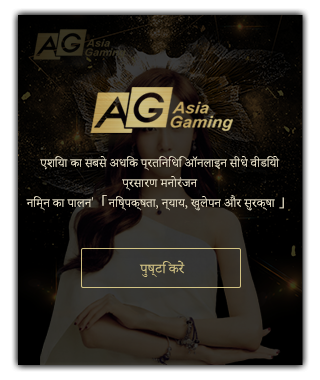 AG Asia Gaming
AG Asia Gaming
एशिया का सबसे अधिक प्रतिनिधि ऑनलाइन सीधे वीडियो
प्रसारण मनोरंजन
निम्न का पालन「निष्पक्षता, न्याय, खुलेपन और सुरक्षा 」
पुष्टि करें